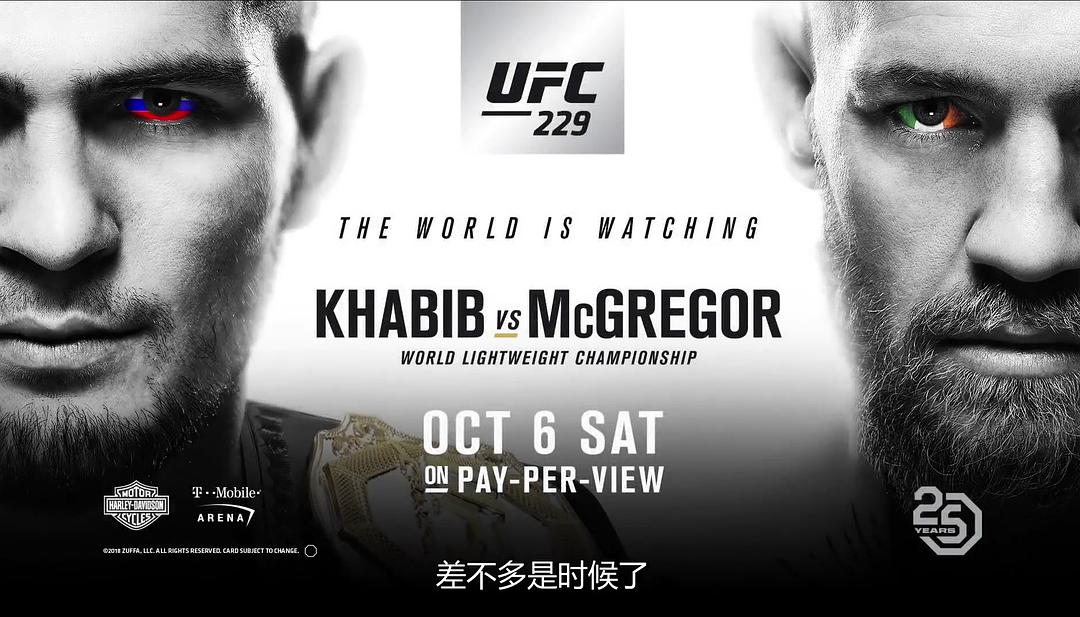 UFC
229
THE WORLD IS WATCHING
KHABIB VS McGREGOR
WORLD LIGHTWEIGHT CHAMPIONSHIP
OCT 6 SAT
ON PAY-PER-VIEW
MOTOR
HARLEY-DAVIDSON
CYCLES
T··Mobile·
ARENA
25
YEARS
©2018 ZUFFA, LLC. ALL RIGHTS RESERVED. CARD SUBJECT TO CHANGE.
差不多是时候了